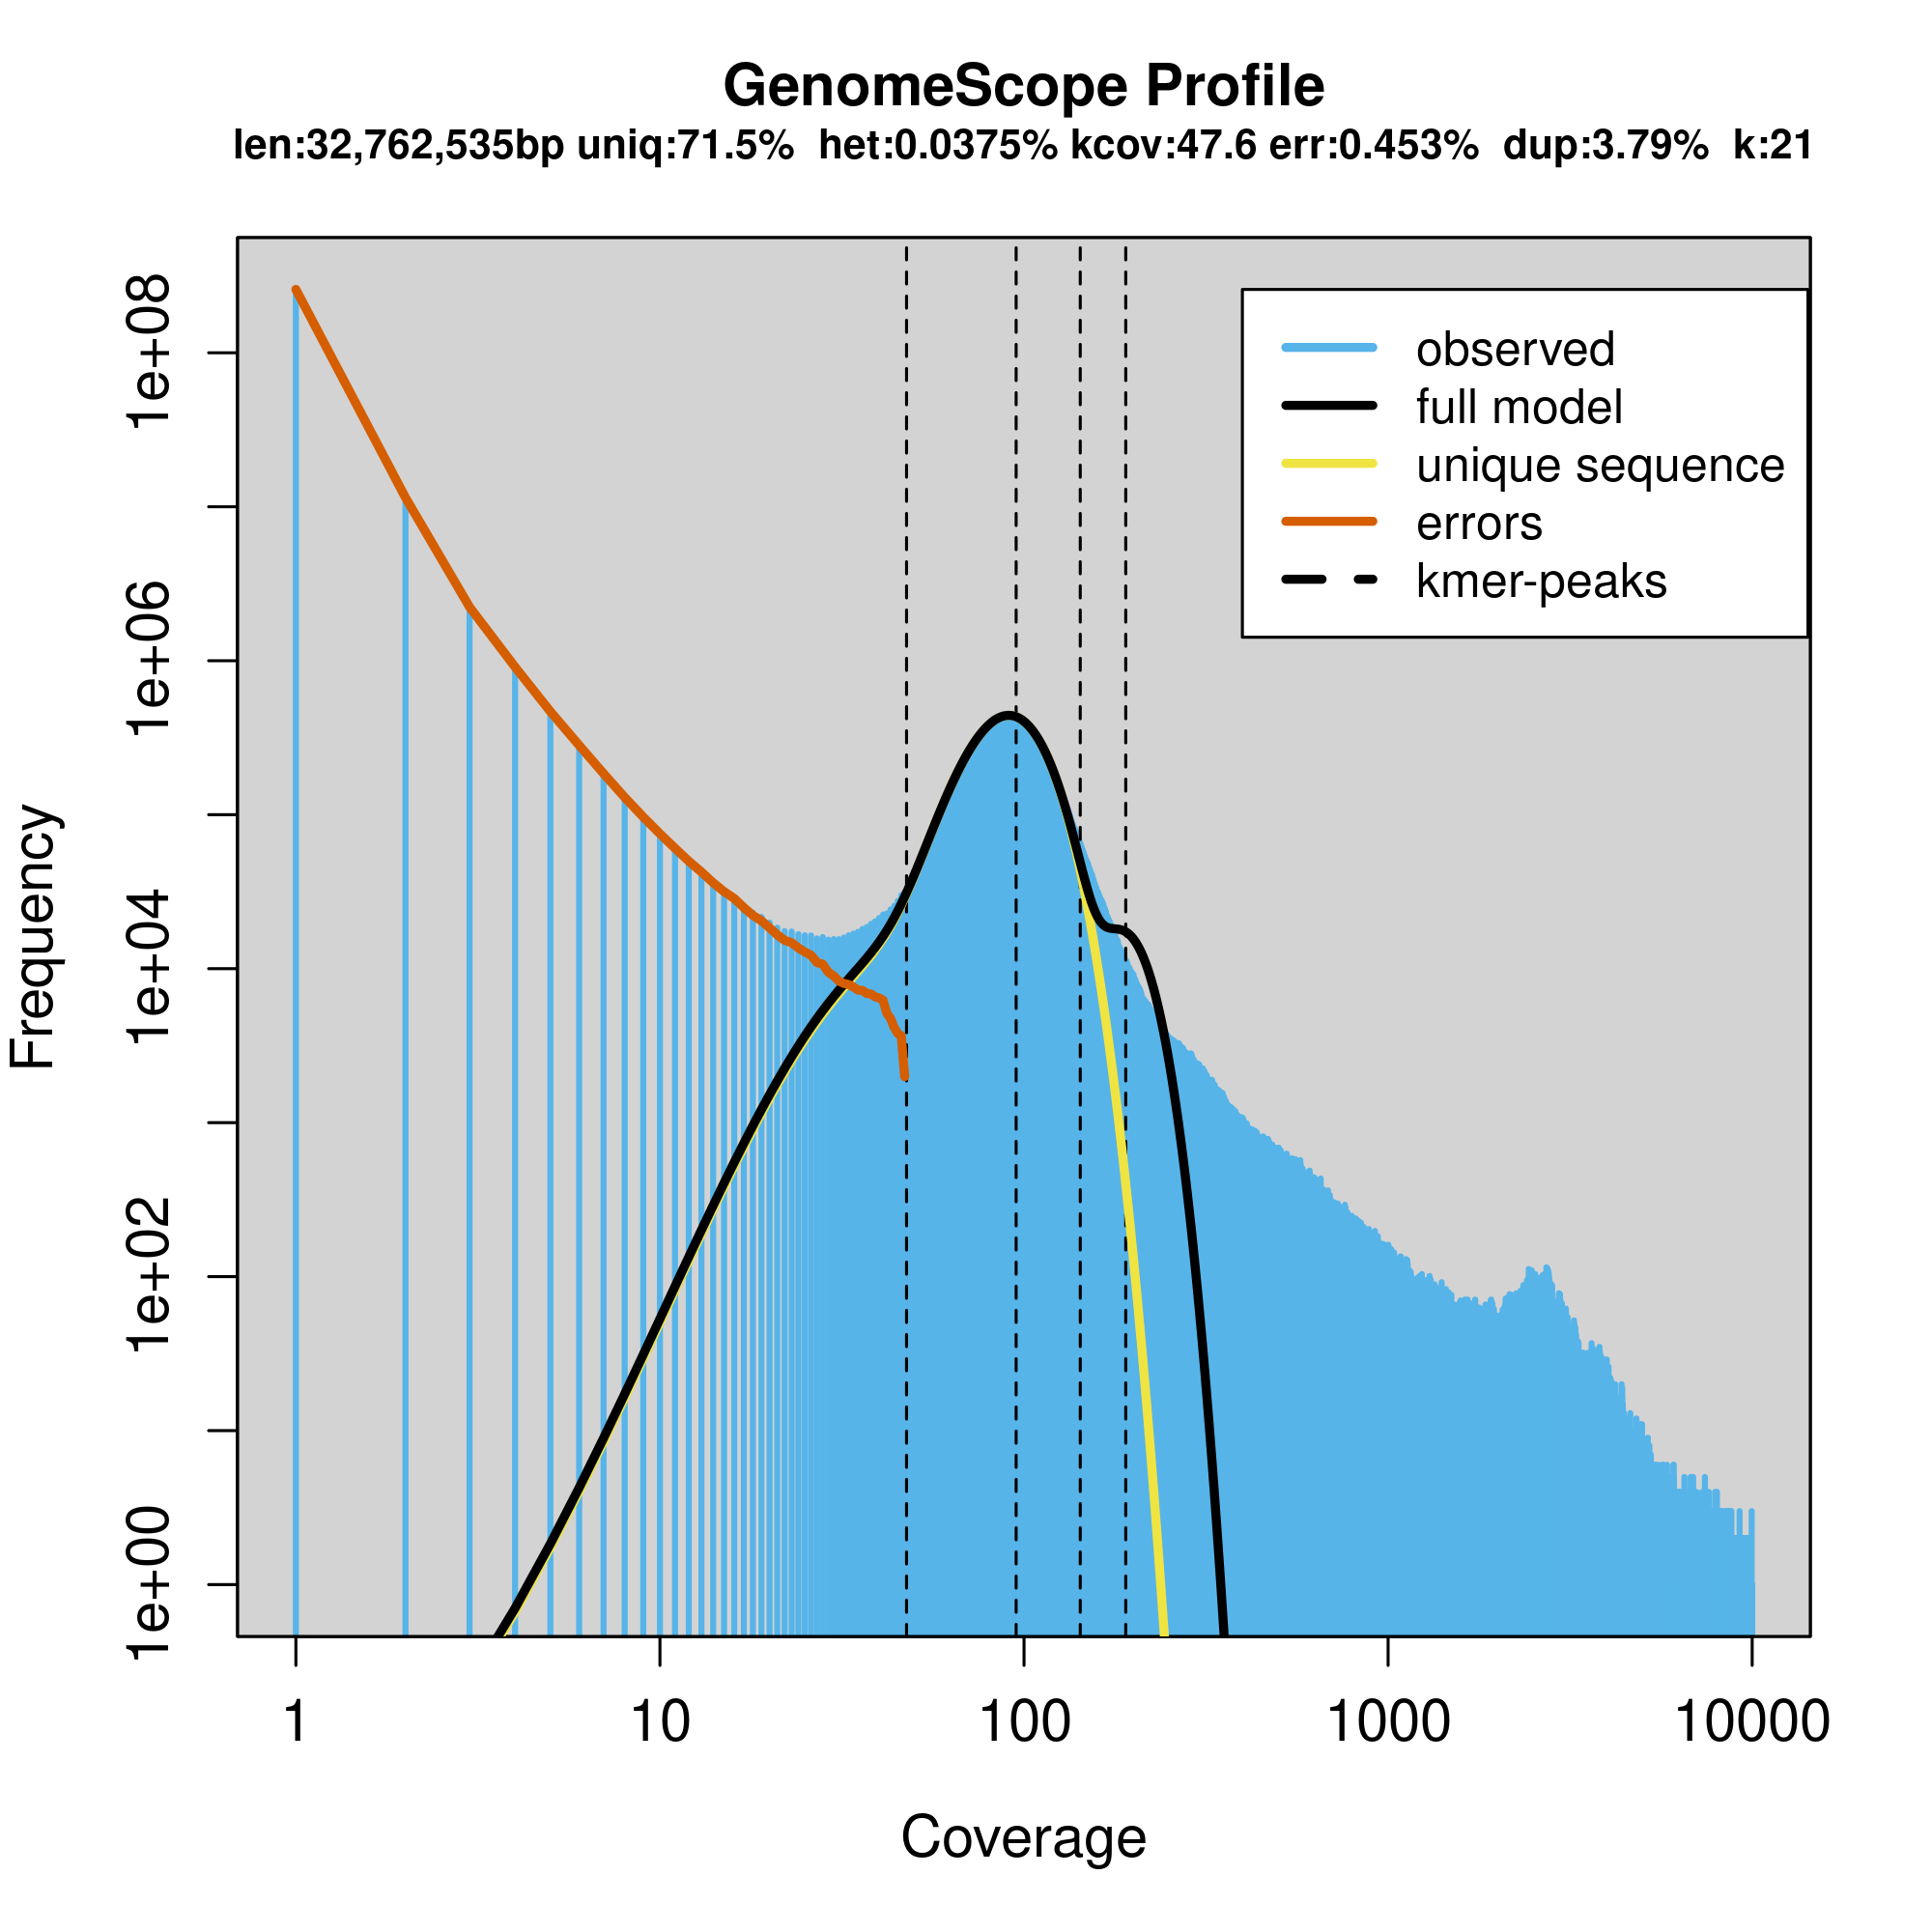 GenomeScope Profile
len:32,762,535bp uniq:71.5% het:0.0375% kcov:47.6 err:0.453% dup:3.79% k:21
observed
full model
unique sequence
errors
kmer-peaks
Frequency
1e+08
1e+06
1e+04
1e+02
1e+00
1 10 100 1000 10000
Coverage